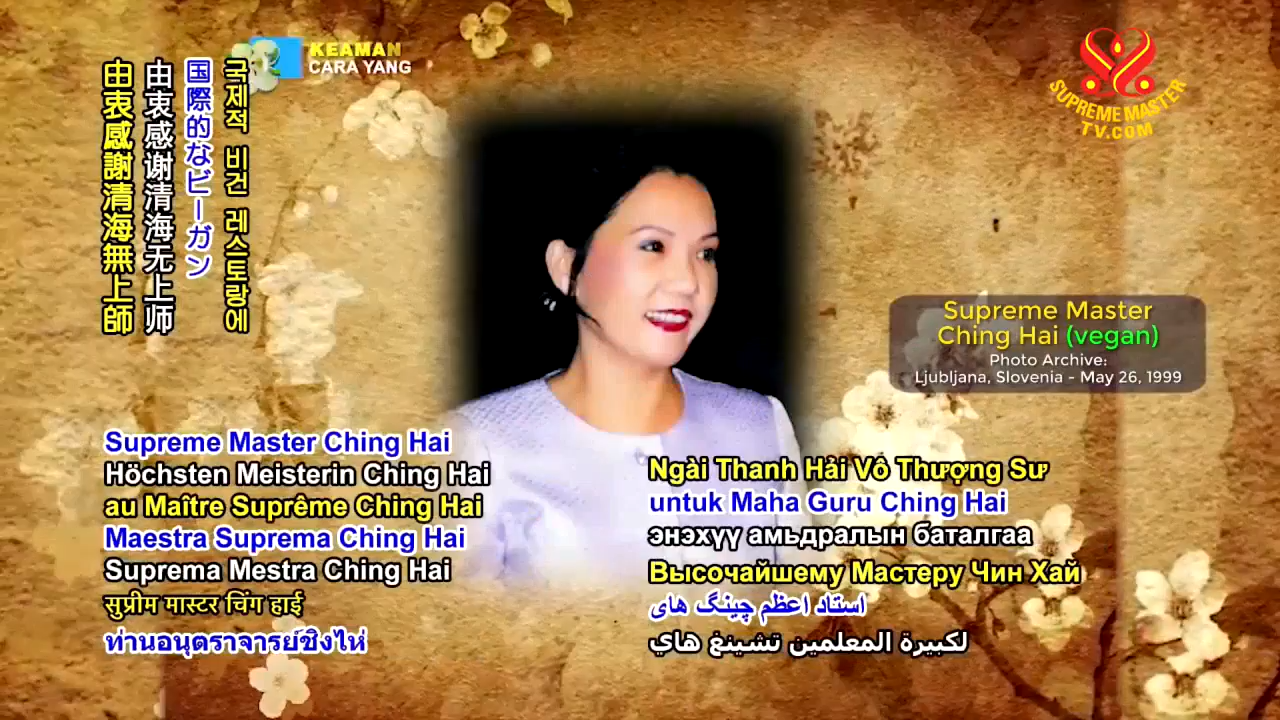 KEAMAN
CARA YANG
SUPREME MASTER
TV.COM
由衷感謝清海無上師
由衷感谢清海无上师
国際的なビーガン
국제적 비건 레스토랑에
Supreme Master
Ching Hai (vegan)
Photo Archive:
Ljubljana, Slovenia - May 26, 1999
Supreme Master Ching Hai
Höchsten Meisterin Ching Hai
au Maître Suprême Ching Hai
Maestra Suprema Ching Hai
Suprema Mestra Ching Hai
सुप्रीम मास्टर चिंग हाई
ท่านอนุตราจารย์ชิงไห่
Ngài Thanh Hải Vô Thượng Sư
untuk Maha Guru Ching Hai
энэхүү амьдралын баталгаа
Высочайшему Мастеру Чин Хай
استاد اعظم چینگ های
لكبيرة المعلمين تشينغ هاي